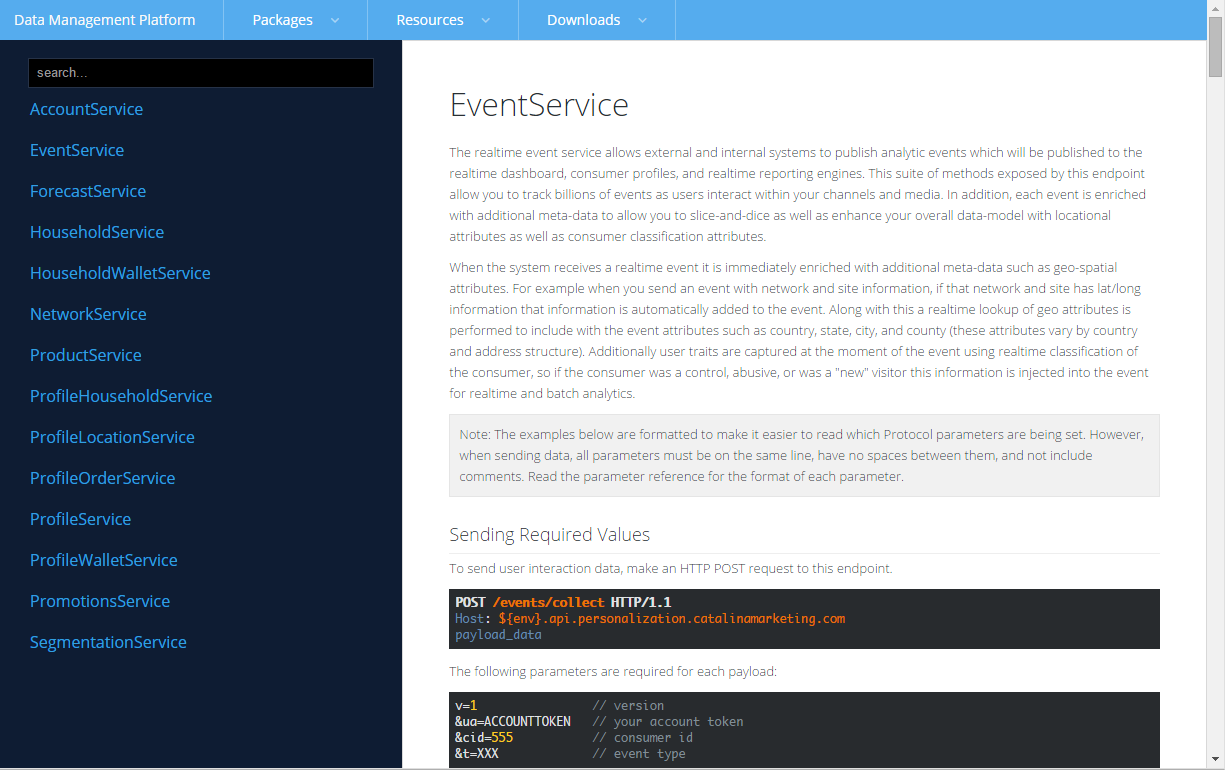 Data Management Platform
Packages
Resources
Downloads
search...
AccountService
EventService
ForecastService
HouseholdService
HouseholdWalletService
NetworkService
ProductService
ProfileHouseholdService
ProfileLocationService
ProfileOrderService
ProfileService
ProfileWalletService
PromotionsService
SegmentationService
EventService
The realtime event service allows external and internal systems to publish analytic events which will be published to the
realtime dashboard, consumer profiles, and realtime reporting engines. This suite of methods exposed by this endpoint
allow you to track billions of events as users interact within your channels and media. In addition, each event is enriched
with additional meta-data to allow you to slice-and-dice as well as enhance your overall data-model with locational
attributes as well as consumer classification attributes.
When the system receives a realtime event it is immediately enriched with additional meta-data such as geo-spatial
attributes. For example when you send an event with network and site information, if that network and site has lat/long
information that information is automatically added to the event. Along with this a realtime lookup of geo attributes is
performed to include with the event attributes such as country, state, city, and county (these attributes vary by country
and address structure). Additionally user traits are captured at the moment of the event using realtime classification of
the consumer, so if the consumer was a control, abusive, or was a "new" visitor this information is injected into the event
for realtime and batch analytics.
Note: The examples below are formatted to make it easier to read which Protocol parameters are being set. However,
when sending data, all parameters must be on the same line, have no spaces between them, and not include
comments. Read the parameter reference for the format of each parameter.
Sending Required Values
To send user interaction data, make an HTTP POST request to this endpoint.
POST /events/collect HTTP/1.1
Host: ${env}.api.personalization.catalinamarketing.com
payload_data
The following parameters are required for each payload:
v=1 // version
&ua=ACCOUNTTOKEN // your account token
&cid=555 // consumer id
&t=XXX // event type